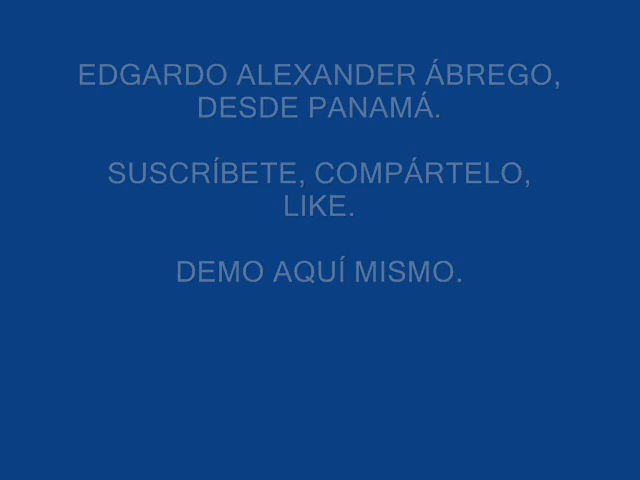 EDGARDO ALEXANDER ÁBREGO,
DESDE PANAMÁ.
SUSCRÍBETE, COMPÁRTELO,
LIKE.
DEMO AQUÍ MISMO.